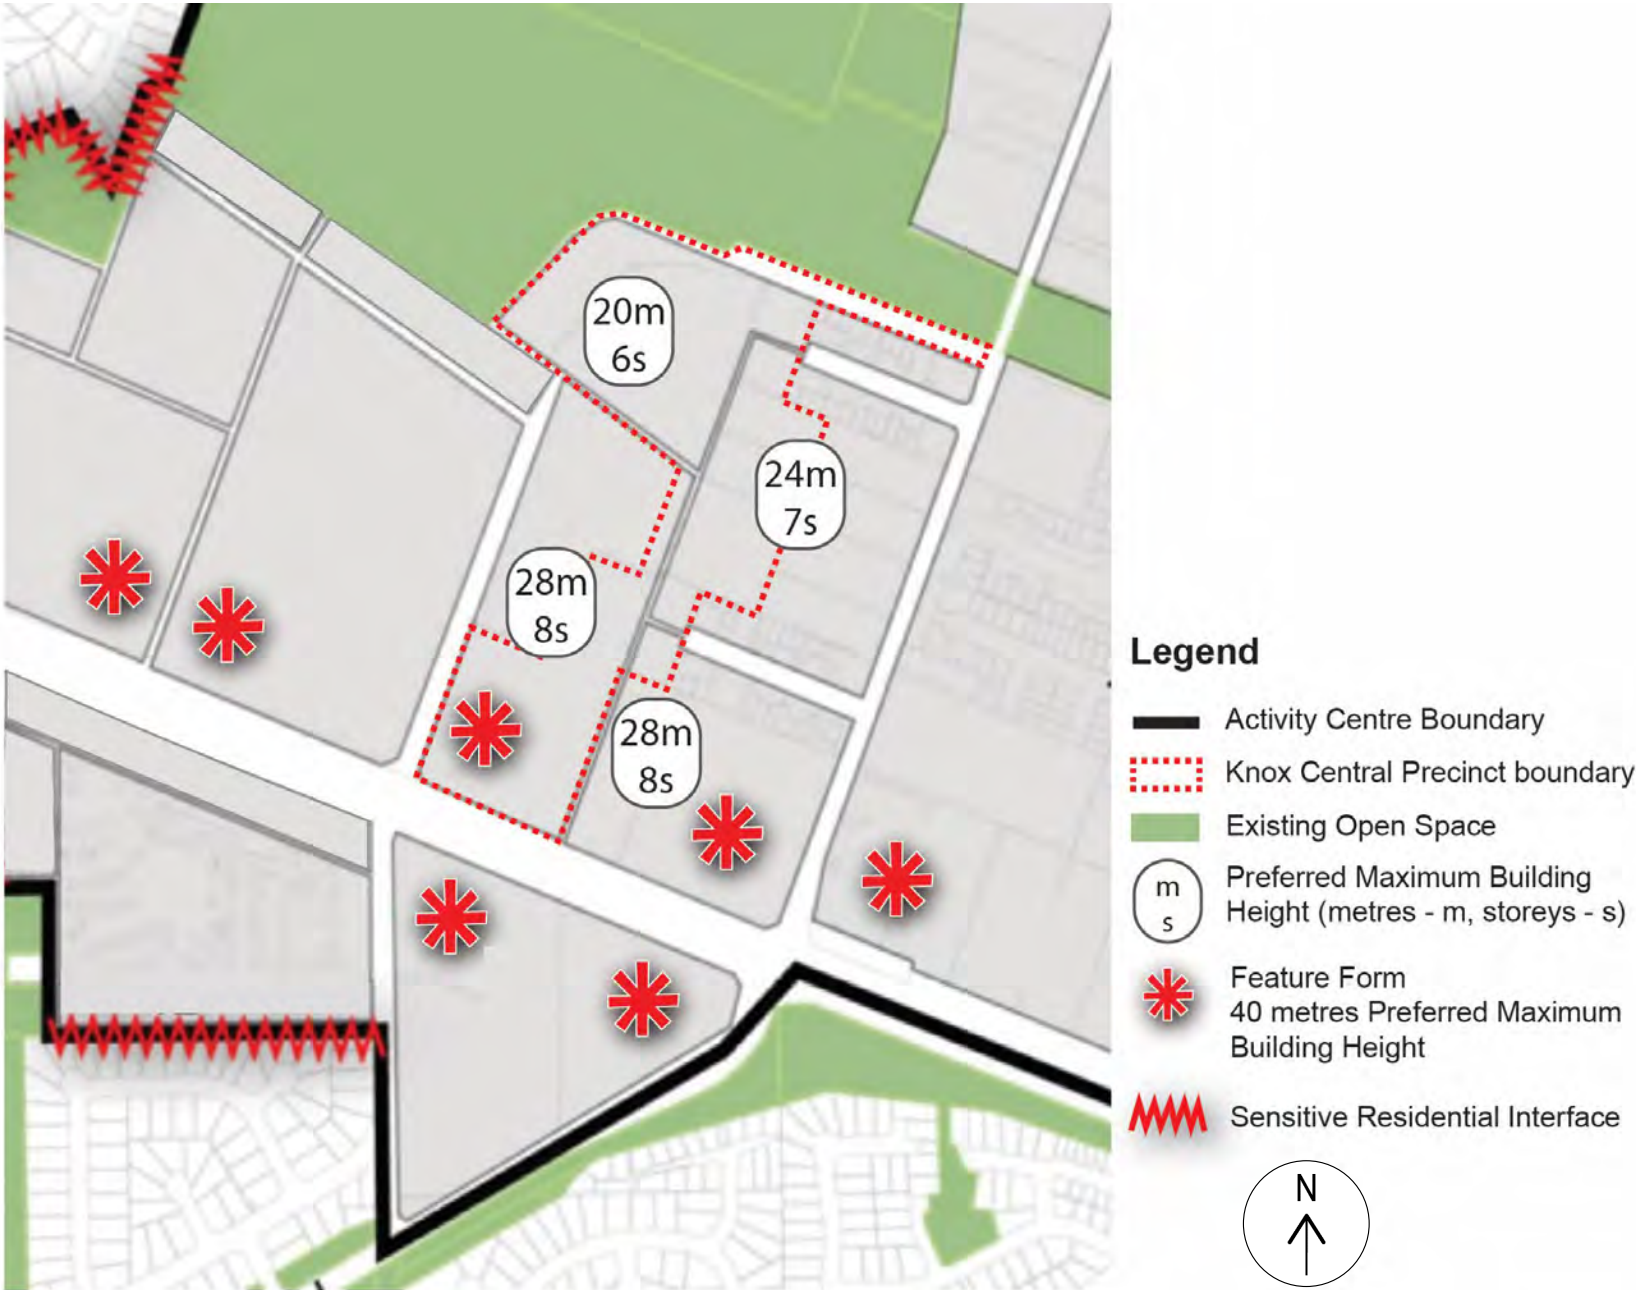 20m
6s
24m
7s
28m
8s
28m
8s
Legend
Activity Centre Boundary
Knox Central Precinct boundary
Existing Open Space
m
s
Preferred Maximum Building
Height (metres - m, storeys - s)
Feature Form
40 metres Preferred Maximum
Building Height
Sensitive Residential Interface
N